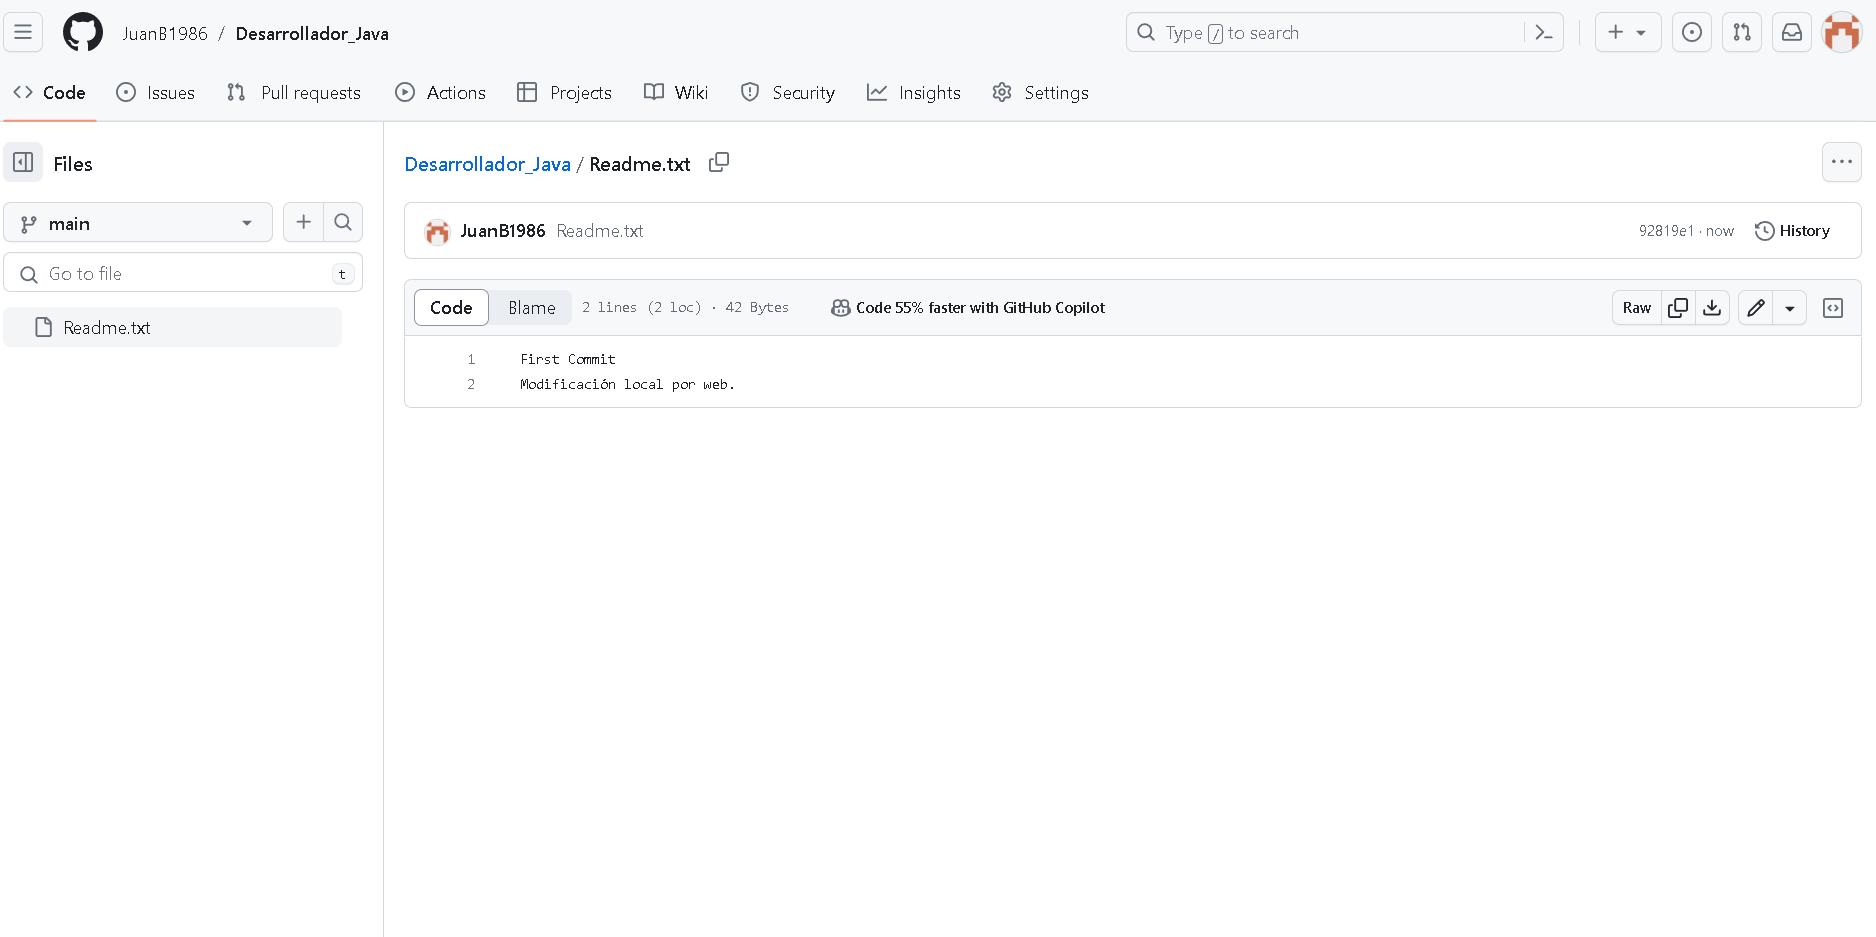 JuanB1986 / Desarrollador_Java
Type / to search
Code Issues Pull requests Actions Projects Wiki Security Insights Settings
Files
main
Go to file t
Readme.txt
Desarrollador_Java / Readme.txt
JuanB1986 Readme.txt 92819e1 · now History
Code Blame 2 lines (2 loc) · 42 Bytes Code 55% faster with GitHub Copilot Raw
1 First Commit
2 Modificación local por web.